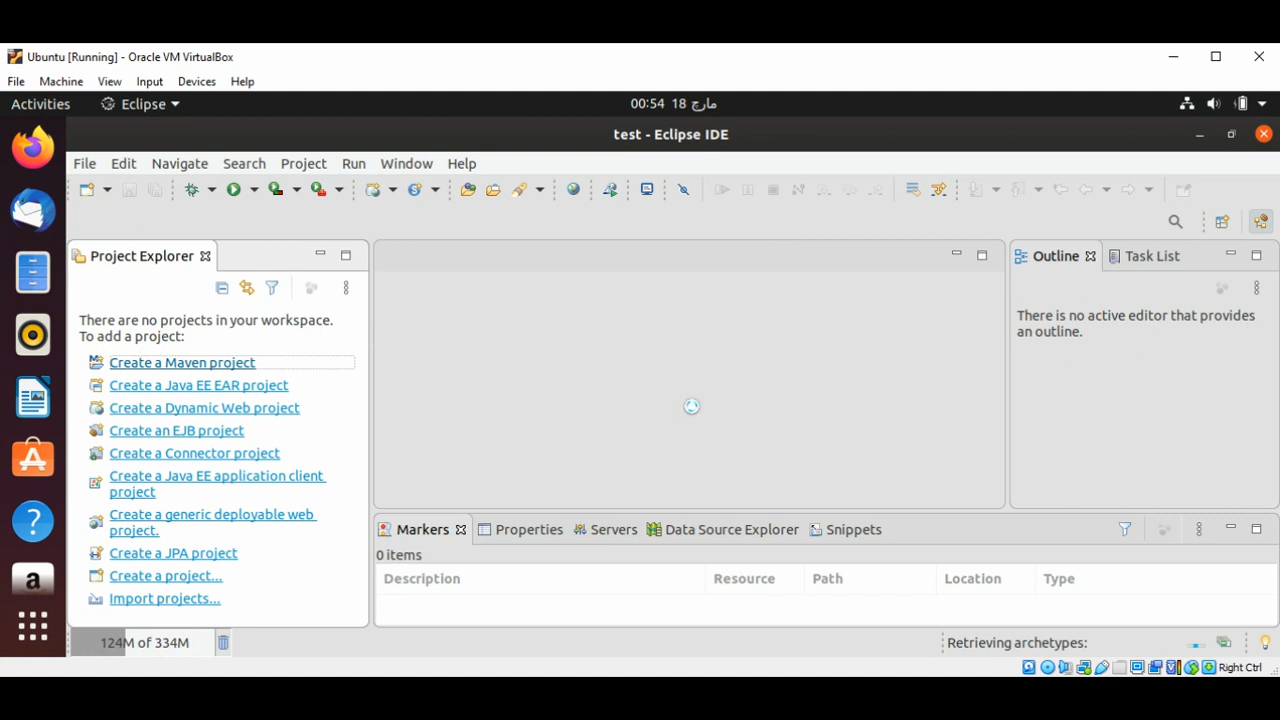 Ubuntu [Running] - Oracle VM VirtualBox
File Machine View Input Devices Help
Activities Eclipse 00:54 18 مارچ
test - Eclipse IDE
File Edit Navigate Search Project Run Window Help
Project Explorer
There are no projects in your workspace.
To add a project:
Create a Maven project
Create a Java EE EAR project
Create a Dynamic Web project
Create an EJB project
Create a Connector project
Create a Java EE application client
project
Create a generic deployable web
project.
Create a JPA project
Create a project...
Import projects...
Outline Task List
There is no active editor that provides
an outline.
Markers Properties Servers Data Source Explorer Snippets
0 items
Description Resource Path Location Type
124M of 334M
Retrieving archetypes:
Right Ctrl